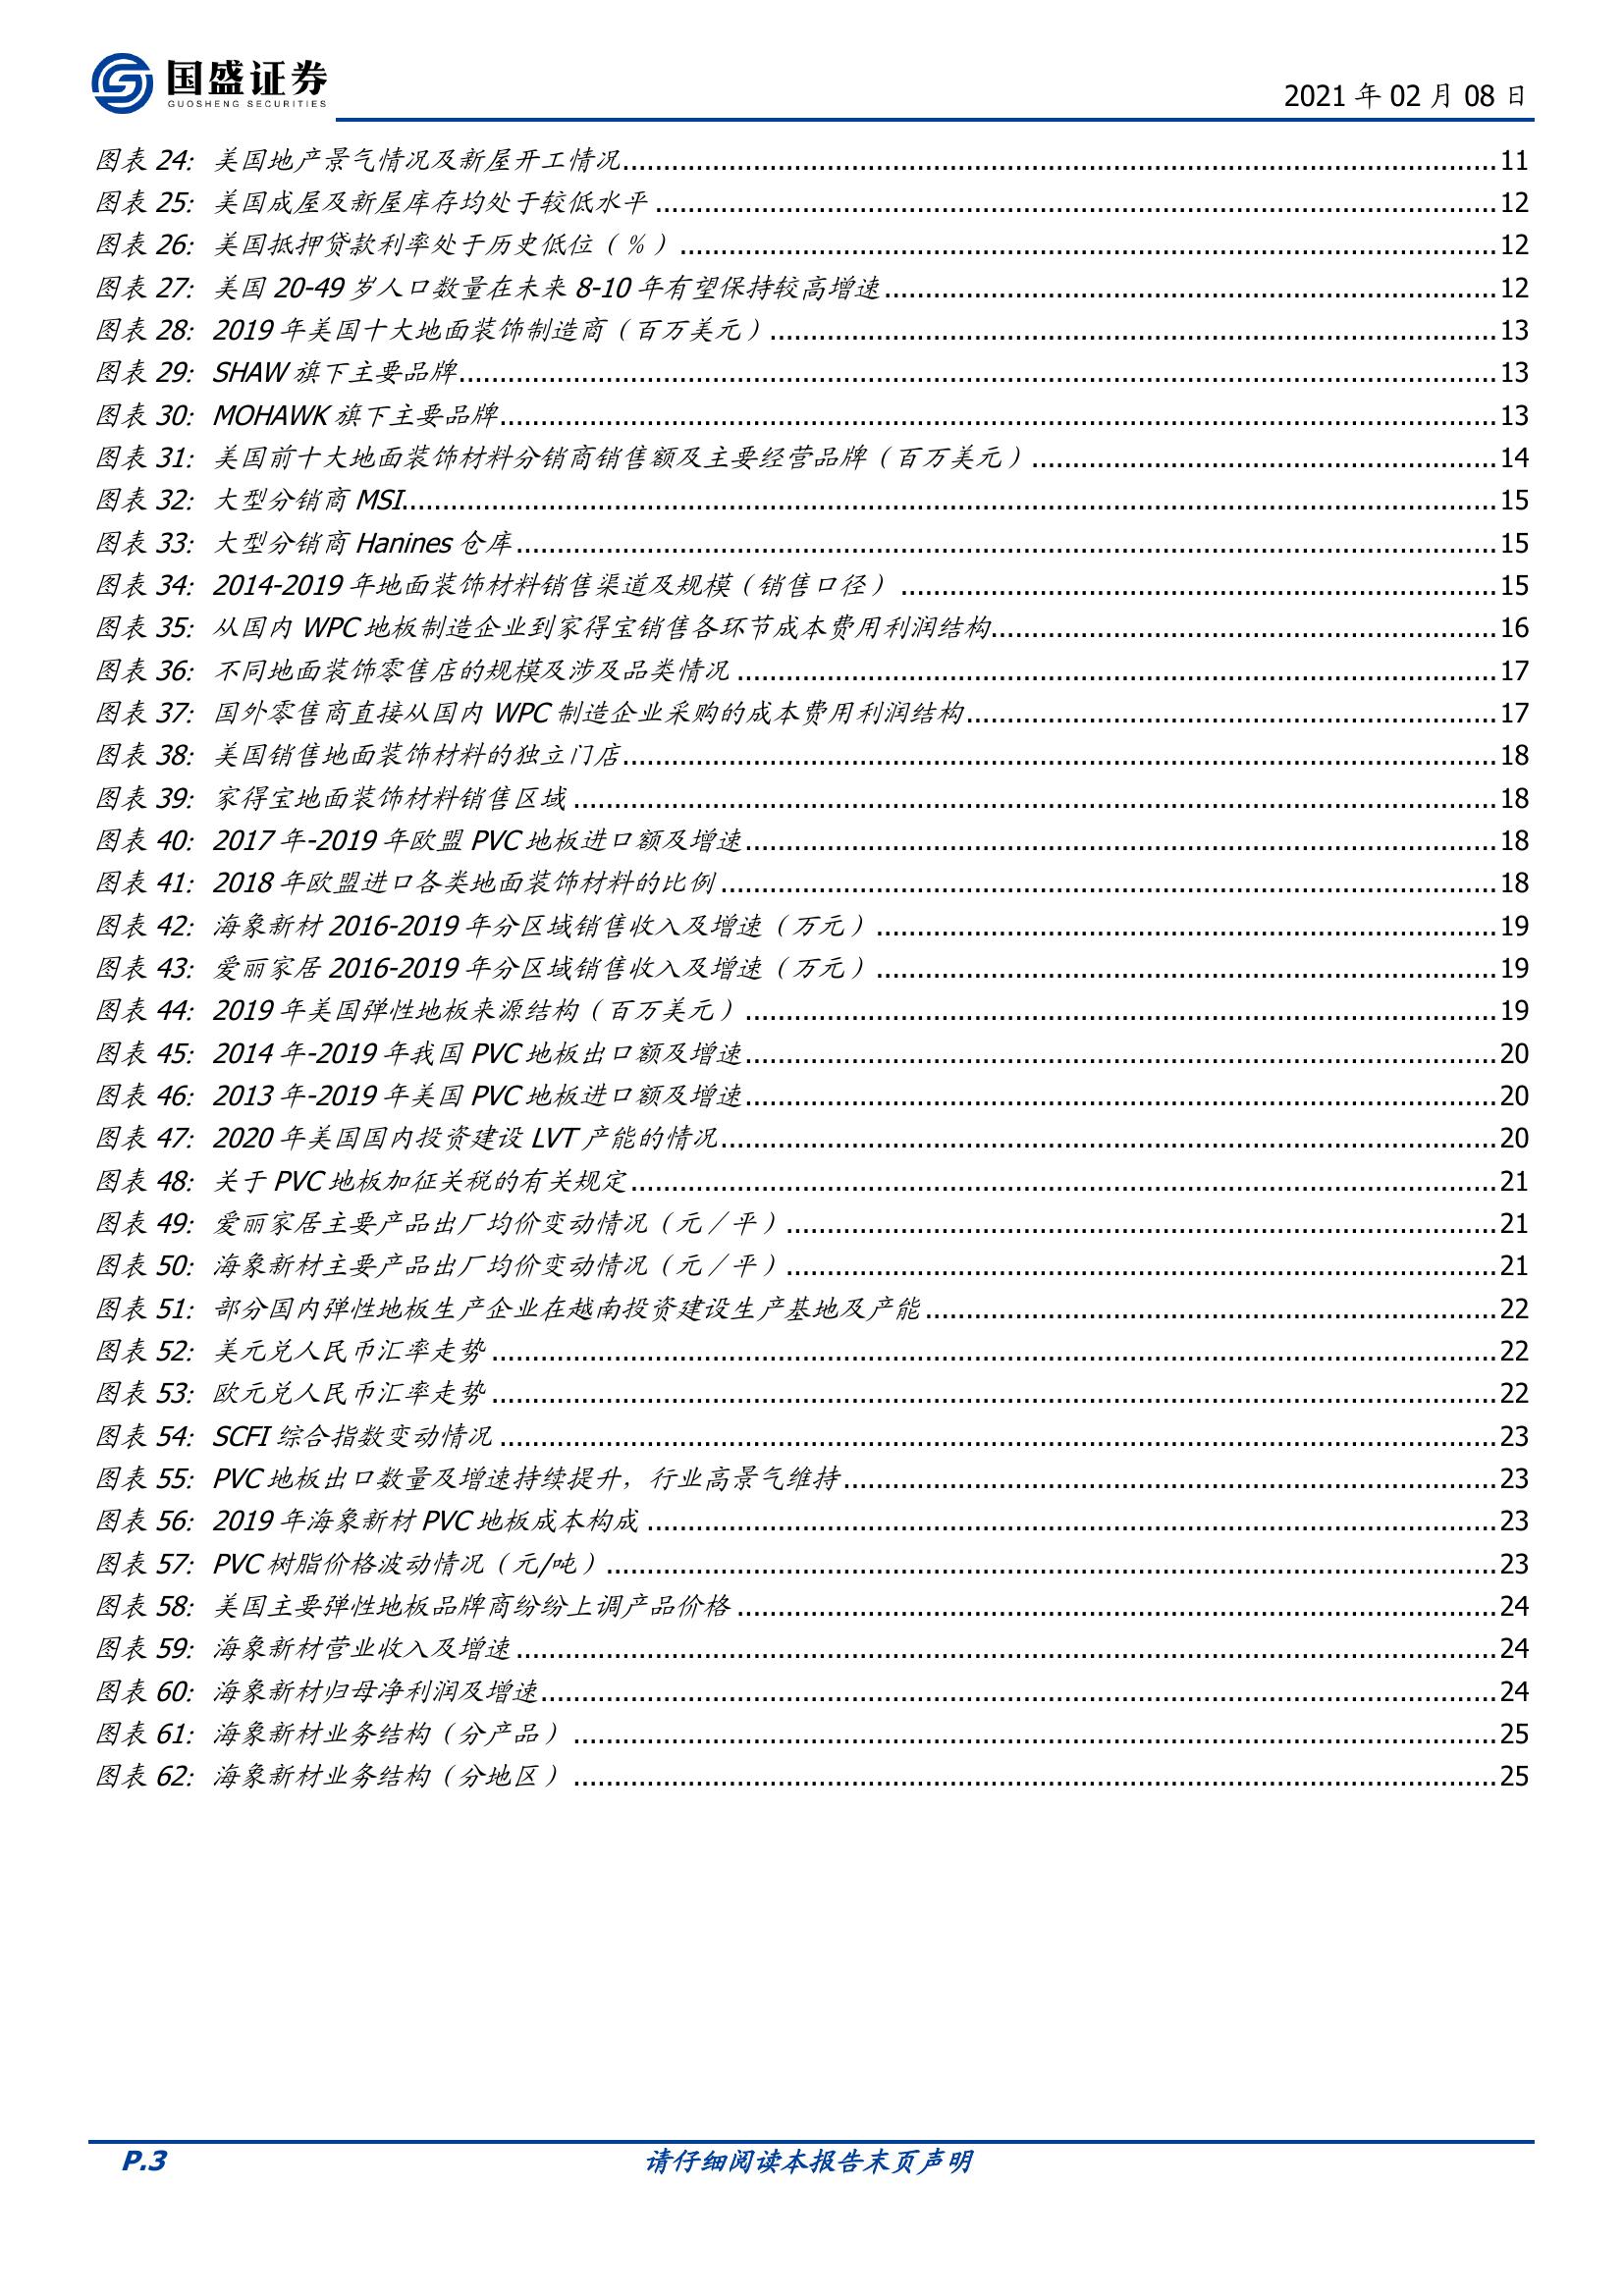 国盛证券
GUOSHENG SECURITIES
2021 年 02 月 08 日
图表 24: 美国地产景气情况及新屋开工情况 11
图表 25: 美国成屋及新屋库存均处于较低水平 12
图表 26: 美国抵押贷款利率处于历史低位（%） 12
图表 27: 美国 20-49 岁人口数量在未来 8-10 年有望保持较高增速 12
图表 28: 2019 年美国十大地面装饰制造商（百万美元） 13
图表 29: SHAW 旗下主要品牌 13
图表 30: MOHAWK 旗下主要品牌 13
图表 31: 美国前十大地面装饰材料分销商销售额及主要经营品牌（百万美元） 14
图表 32: 大型分销商 MSI 15
图表 33: 大型分销商 Hanines 仓库 15
图表 34: 2014-2019 年地面装饰材料销售渠道及规模（销售口径） 15
图表 35: 从国内 WPC 地板制造企业到家得宝销售各环节成本费用利润结构 16
图表 36: 不同地面装饰零售店的规模及涉及品类情况 17
图表 37: 国外零售商直接从国内 WPC 制造企业采购的成本费用利润结构 17
图表 38: 美国销售地面装饰材料的独立门店 18
图表 39: 家得宝地面装饰材料销售区域 18
图表 40: 2017 年-2019 年欧盟 PVC 地板进口额及增速 18
图表 41: 2018 年欧盟进口各类地面装饰材料的比例 18
图表 42: 海象新材 2016-2019 年分区域销售收入及增速（万元） 19
图表 43: 爱丽家居 2016-2019 年分区域销售收入及增速（万元） 19
图表 44: 2019 年美国弹性地板来源结构（百万美元） 19
图表 45: 2014 年-2019 年我国 PVC 地板出口额及增速 20
图表 46: 2013 年-2019 年美国 PVC 地板进口额及增速 20
图表 47: 2020 年美国国内投资建设 LVT 产能的情况 20
图表 48: 关于 PVC 地板加征关税的有关规定 21
图表 49: 爱丽家居主要产品出厂均价变动情况（元／平） 21
图表 50: 海象新材主要产品出厂均价变动情况（元／平） 21
图表 51: 部分国内弹性地板生产企业在越南投资建设生产基地及产能 22
图表 52: 美元兑人民币汇率走势 22
图表 53: 欧元兑人民币汇率走势 22
图表 54: SCFI 综合指数变动情况 23
图表 55: PVC 地板出口数量及增速持续提升，行业高景气维持 23
图表 56: 2019 年海象新材 PVC 地板成本构成 23
图表 57: PVC 树脂价格波动情况（元/吨） 23
图表 58: 美国主要弹性地板品牌商纷纷上调产品价格 24
图表 59: 海象新材营业收入及增速 24
图表 60: 海象新材归母净利润及增速 24
图表 61: 海象新材业务结构（分产品） 25
图表 62: 海象新材业务结构（分地区） 25
P.3
请仔细阅读本报告末页声明